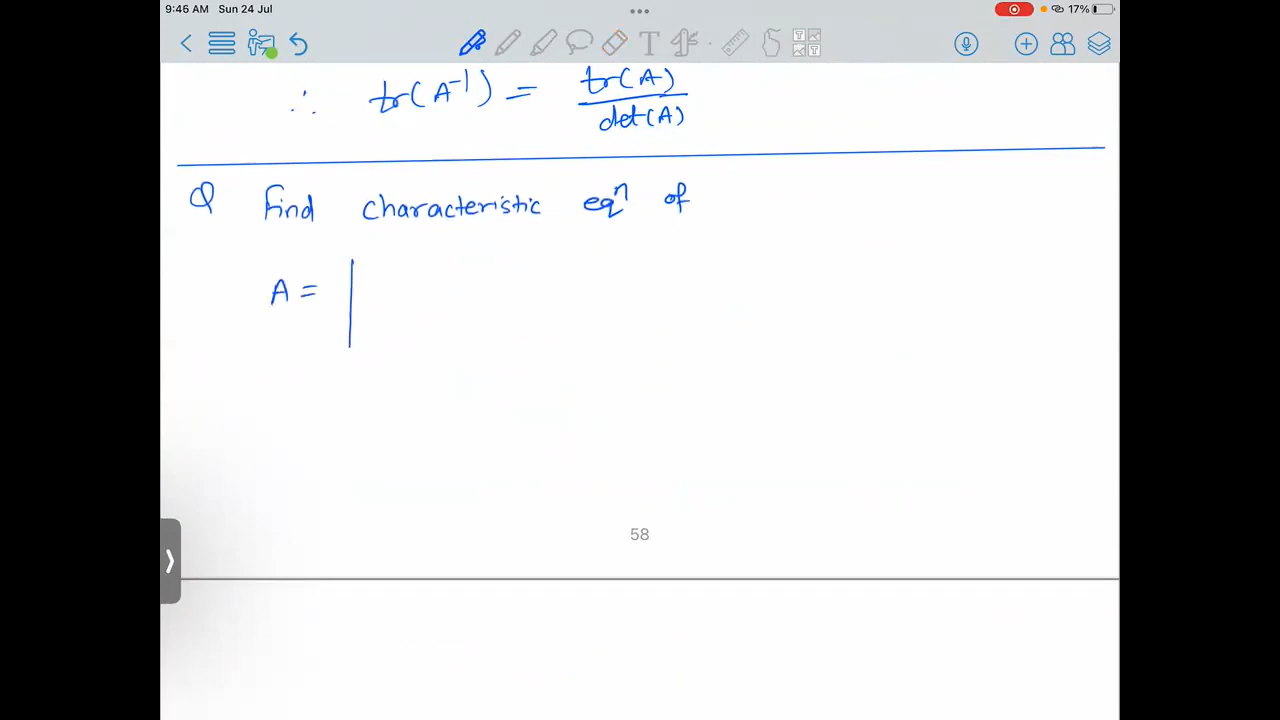 9:46 AM Sun 24 Jul
17%
∴ tr(A⁻¹) = tr(A) / det(A)
Q Find characteristic eqⁿ of
A =
58